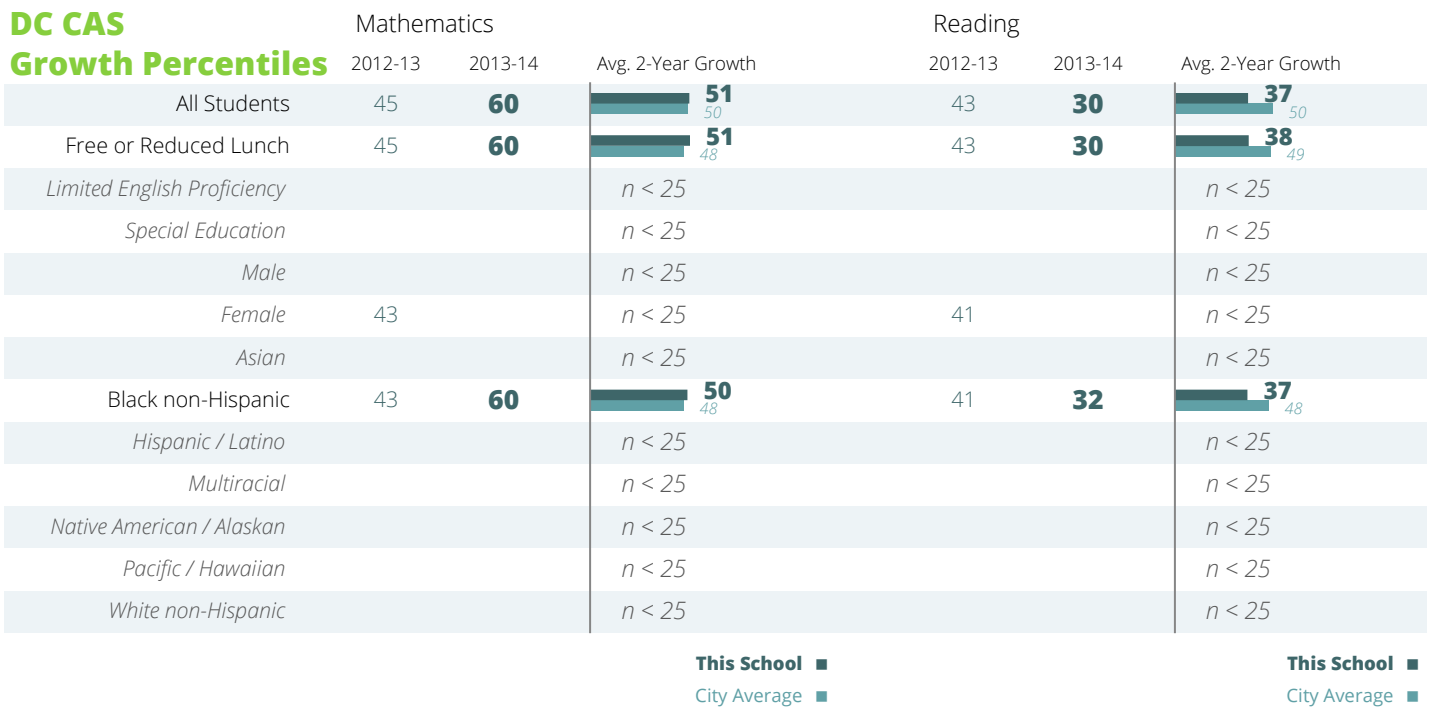 DC CAS
Growth Percentiles
Mathematics
Reading
2012-13 2013-14 Avg. 2-Year Growth 2012-13 2013-14 Avg. 2-Year Growth
All Students 45 60 51 50 43 30 37 50
Free or Reduced Lunch 45 60 51 48 43 30 38 49
Limited English Proficiency n < 25 n < 25
Special Education n < 25 n < 25
Male n < 25 n < 25
Female 43 n < 25 41 n < 25
Asian n < 25 n < 25
Black non-Hispanic 43 60 50 48 41 32 37 48
Hispanic / Latino n < 25 n < 25
Multiracial n < 25 n < 25
Native American / Alaskan n < 25 n < 25
Pacific / Hawaiian n < 25 n < 25
White non-Hispanic n < 25 n < 25
This School This School
City Average City Average